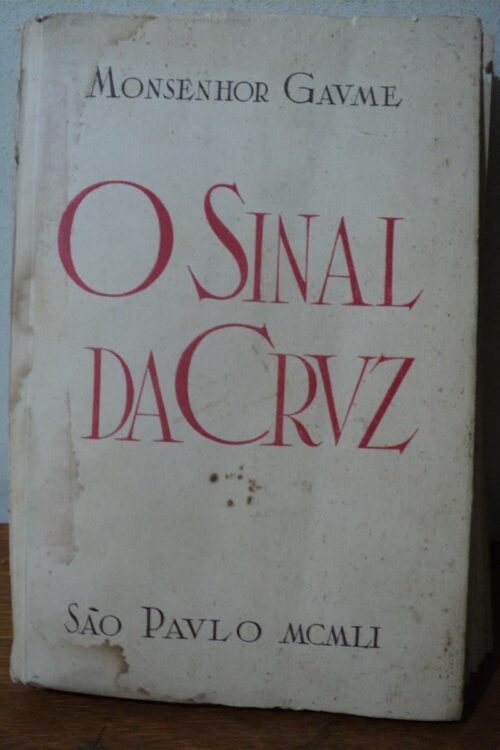 MONSENHOR GAVME
O SINAL
DA CRVZ
SÃO PAVLO MCMLI